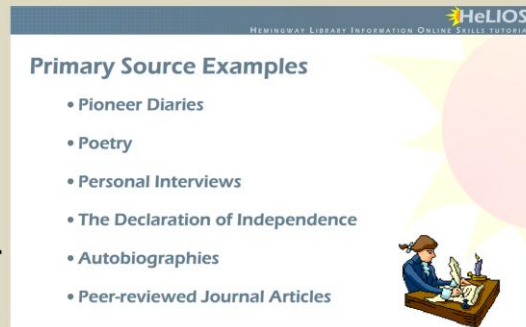 HeLIOS
HEMINGWAY LIBRARY INFORMATION ONLINE SKILLS TUTORIA
Primary Source Examples
• Pioneer Diaries
• Poetry
• Personal Interviews
• The Declaration of Independence
• Autobiographies
• Peer-reviewed Journal Articles